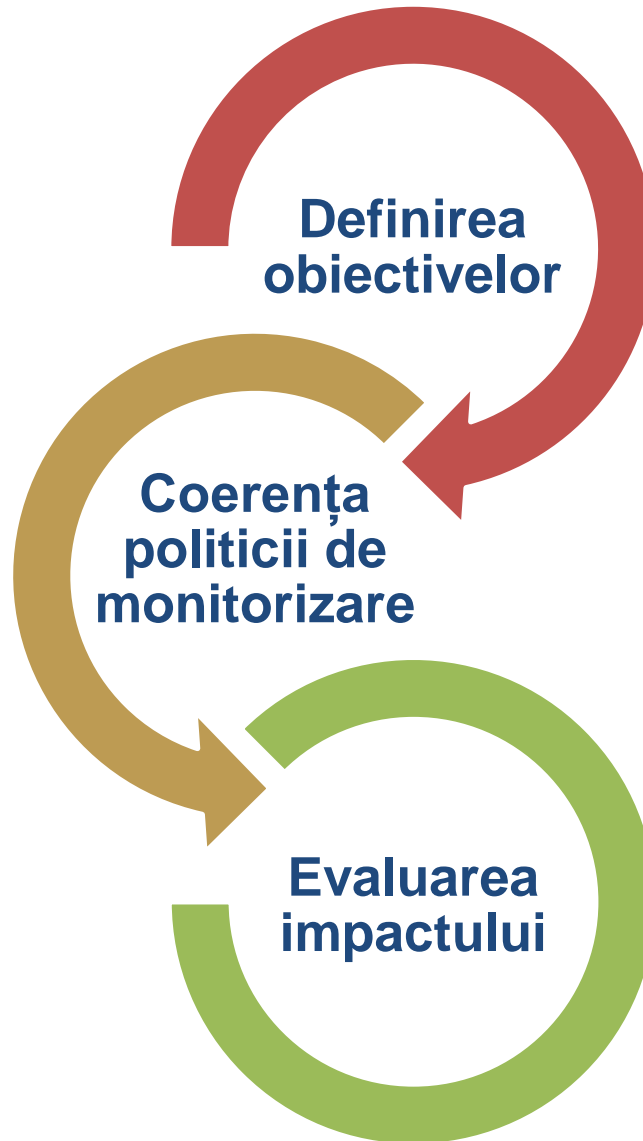 Definirea
obiectivelor
Coerența
politicii de
monitorizare
Evaluarea
impactului